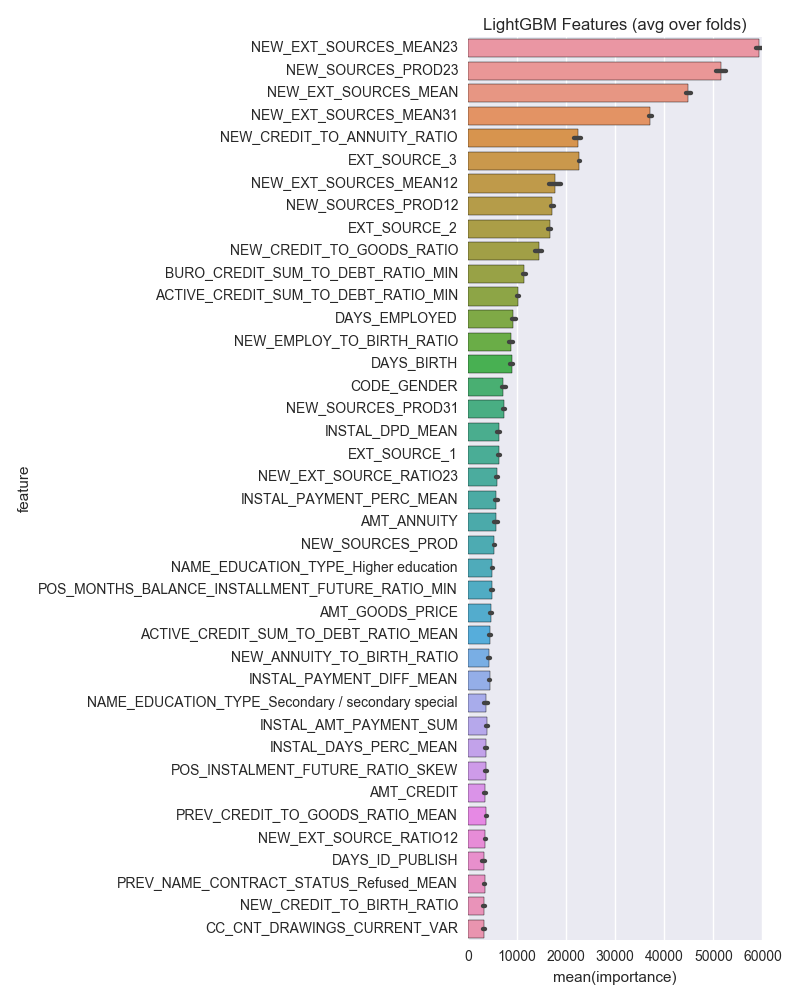 LightGBM Features (avg over folds)
NEW_EXT_SOURCES_MEAN23
NEW_SOURCES_PROD23
NEW_EXT_SOURCES_MEAN
NEW_EXT_SOURCES_MEAN31
NEW_CREDIT_TO_ANNUITY_RATIO
EXT_SOURCE_3
NEW_EXT_SOURCES_MEAN12
NEW_SOURCES_PROD12
EXT_SOURCE_2
NEW_CREDIT_TO_GOODS_RATIO
BURO_CREDIT_SUM_TO_DEBT_RATIO_MIN
ACTIVE_CREDIT_SUM_TO_DEBT_RATIO_MIN
DAYS_EMPLOYED
NEW_EMPLOY_TO_BIRTH_RATIO
DAYS_BIRTH
CODE_GENDER
NEW_SOURCES_PROD31
INSTAL_DPD_MEAN
EXT_SOURCE_1
NEW_EXT_SOURCE_RATIO23
INSTAL_PAYMENT_PERC_MEAN
AMT_ANNUITY
NEW_SOURCES_PROD
NAME_EDUCATION_TYPE_Higher education
POS_MONTHS_BALANCE_INSTALLMENT_FUTURE_RATIO_MIN
AMT_GOODS_PRICE
ACTIVE_CREDIT_SUM_TO_DEBT_RATIO_MEAN
NEW_ANNUITY_TO_BIRTH_RATIO
INSTAL_PAYMENT_DIFF_MEAN
NAME_EDUCATION_TYPE_Secondary / secondary special
INSTAL_AMT_PAYMENT_SUM
INSTAL_DAYS_PERC_MEAN
POS_INSTALMENT_FUTURE_RATIO_SKEW
AMT_CREDIT
PREV_CREDIT_TO_GOODS_RATIO_MEAN
NEW_EXT_SOURCE_RATIO12
DAYS_ID_PUBLISH
PREV_NAME_CONTRACT_STATUS_Refused_MEAN
NEW_CREDIT_TO_BIRTH_RATIO
CC_CNT_DRAWINGS_CURRENT_VAR
feature
0 10000 20000 30000 40000 50000 60000
mean(importance)